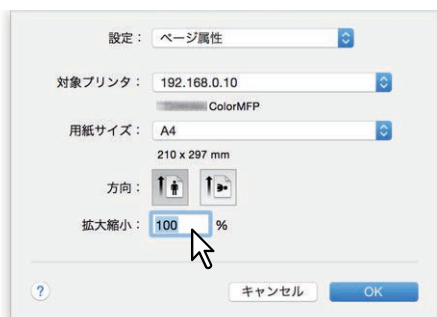 設定： ページ属性
対象プリンタ： 192.168.0.10
ColorMFP
用紙サイズ： A4
210 x 297 mm
方向：
拡大縮小： 100 %
? キャンセル OK